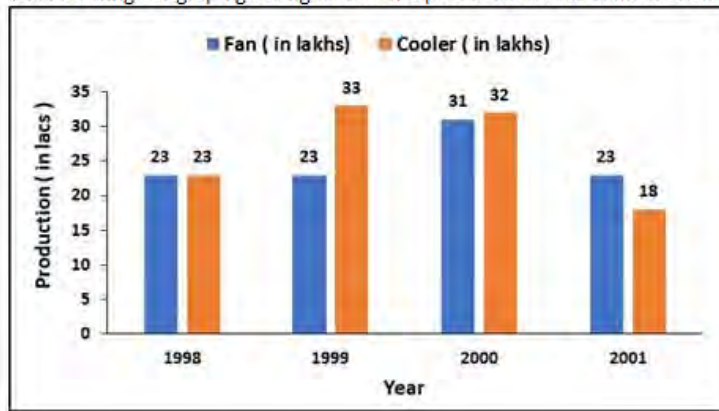 Fan ( in lakhs) Cooler ( in lakhs)
Production ( in lacs )
35
30
25
20
15
10
5
0
23 23 23 33 31 32 23 18
1998 1999 2000 2001
Year